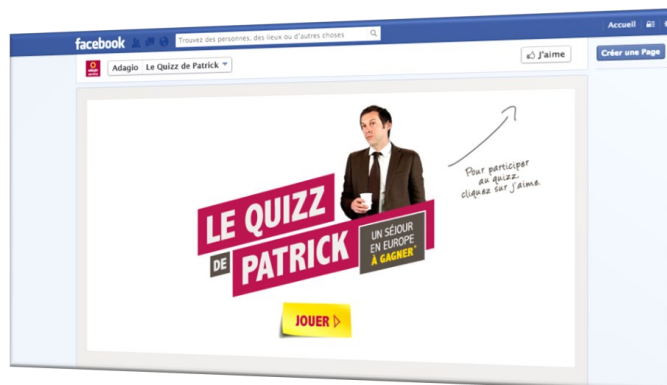 Accueil
facebook
Trouvez des personnes, des lieux ou d'autres choses
Adagio
Le Quizz de Patrick
J'aime
Créer une Page
Pour participer
au quizz
cliquez sur j'aime
LE QUIZZ
DE
PATRICK
UN SÉJOUR
EN EUROPE
À GAGNER*
JOUER